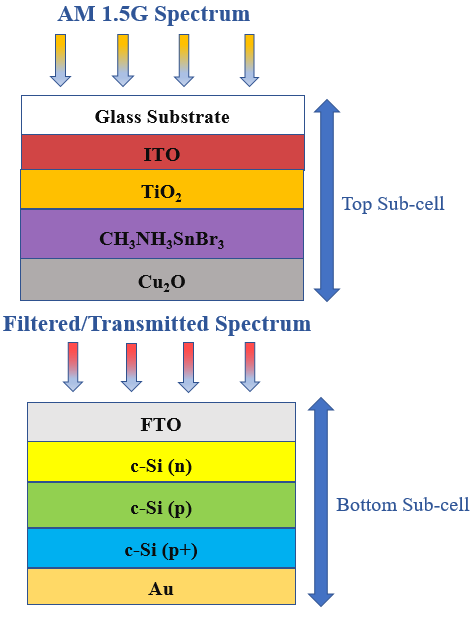 AM 1.5G Spectrum
Glass Substrate
ITO
TiO₂
CH₃NH₃SnBr₃
Cu₂O
Top Sub-cell
Filtered/Transmitted Spectrum
FTO
c-Si (n)
c-Si (p)
c-Si (p+)
Au
Bottom Sub-cell